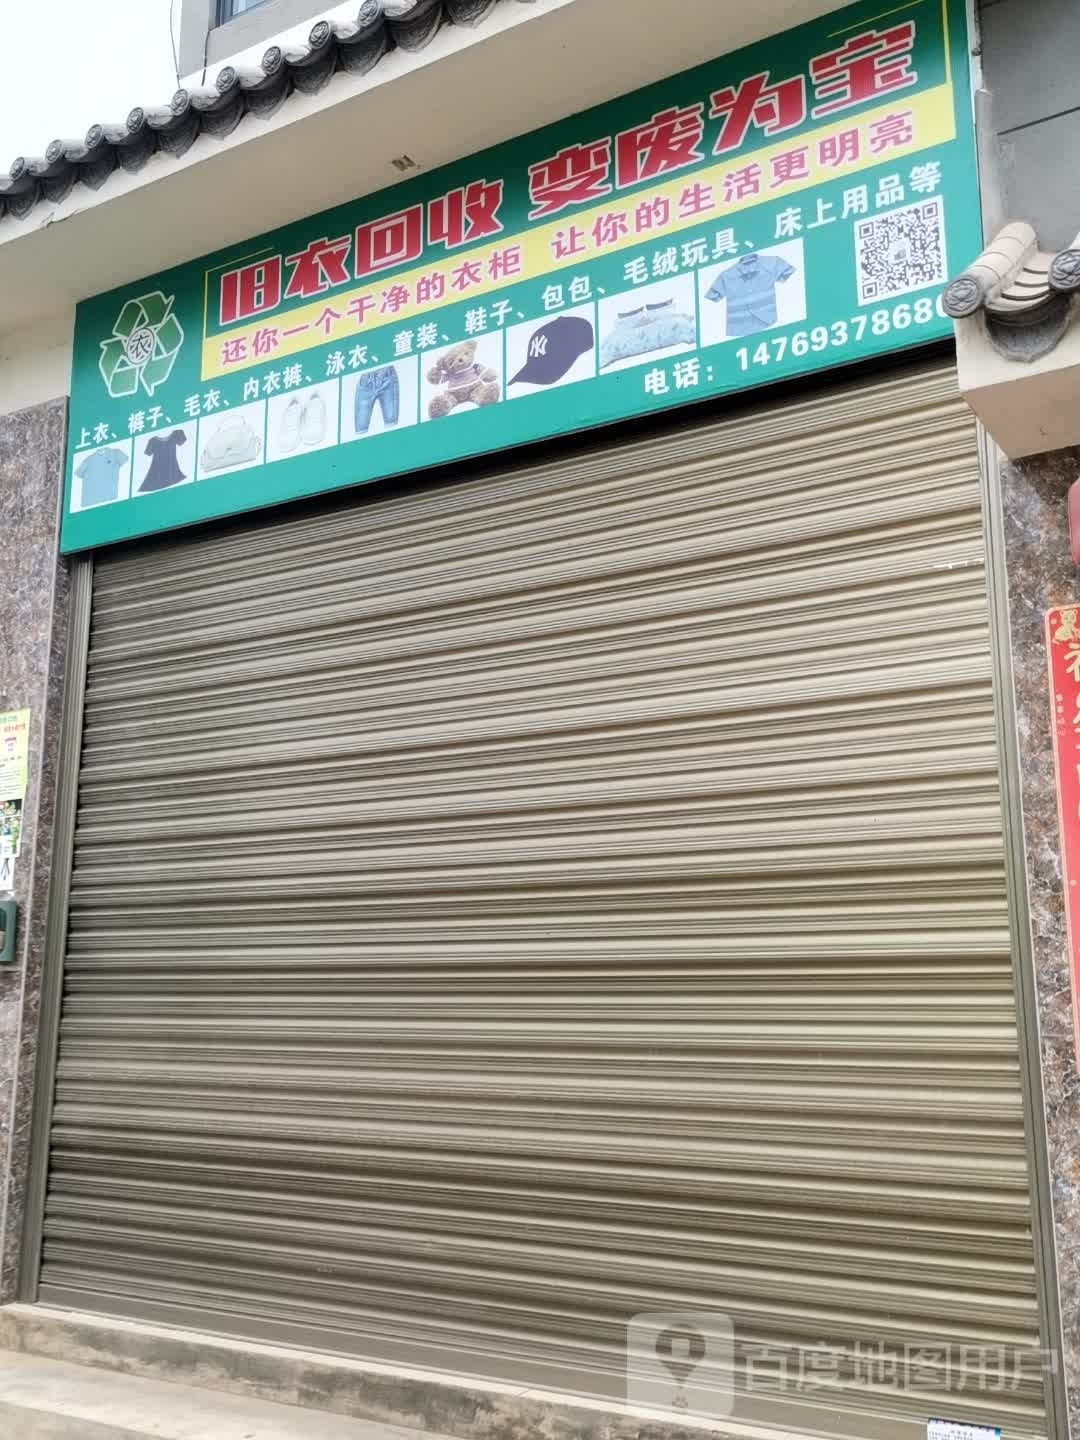 旧衣回收 变废为宝
还你一个干净的衣柜 让你的生活更明亮
衣
上衣、裤子、毛衣、内衣裤、泳衣、童装、鞋子、包包、毛绒玩具、床上用品等
NY
电话：1476937868
百度地图用户